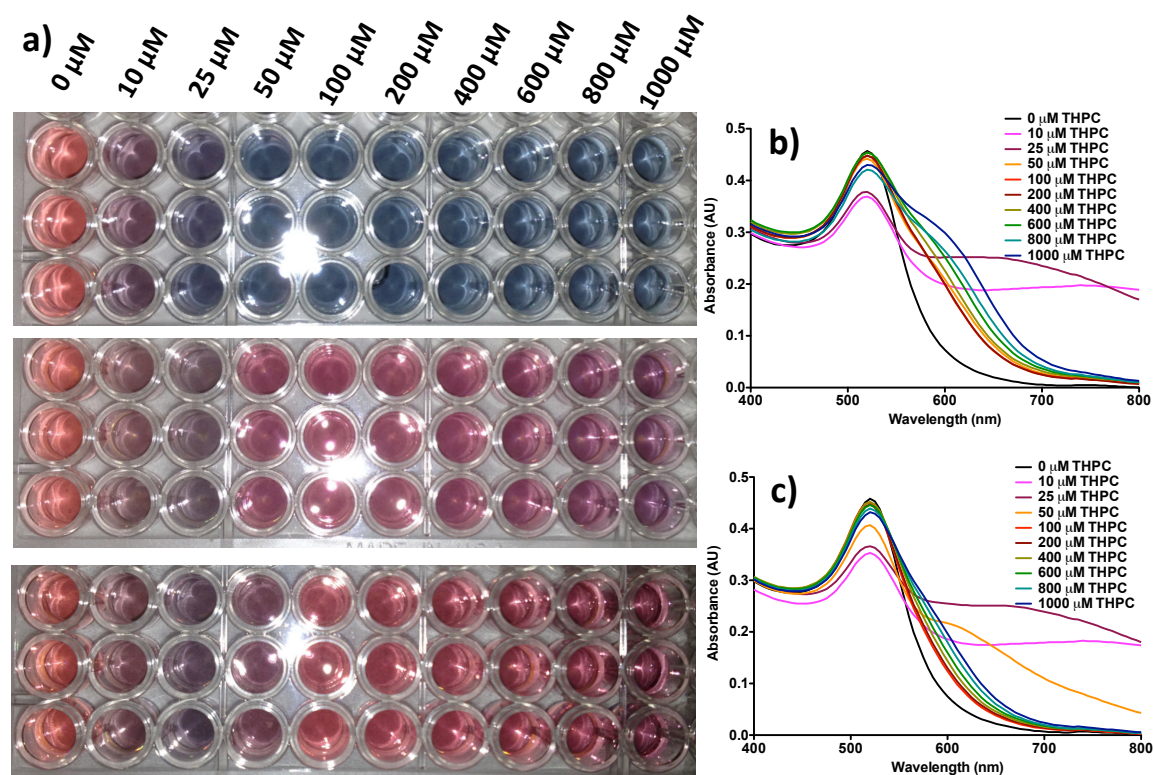 a)
0 μM
10 μM
25 μM
50 μM
100 μM
200 μM
400 μM
600 μM
800 μM
1000 μM
b)
0.5
0.4
0.3
0.2
0.1
0.0
400
500
600
700
800
Absorbance (AU)
Wavelength (nm)
0 μM THPC
10 μM THPC
25 μM THPC
50 μM THPC
100 μM THPC
200 μM THPC
400 μM THPC
600 μM THPC
800 μM THPC
1000 μM THPC
c)
0.5
0.4
0.3
0.2
0.1
0.0
400
500
600
700
800
Absorbance (AU)
Wavelength (nm)
0 μM THPC
10 μM THPC
25 μM THPC
50 μM THPC
100 μM THPC
200 μM THPC
400 μM THPC
600 μM THPC
800 μM THPC
1000 μM THPC